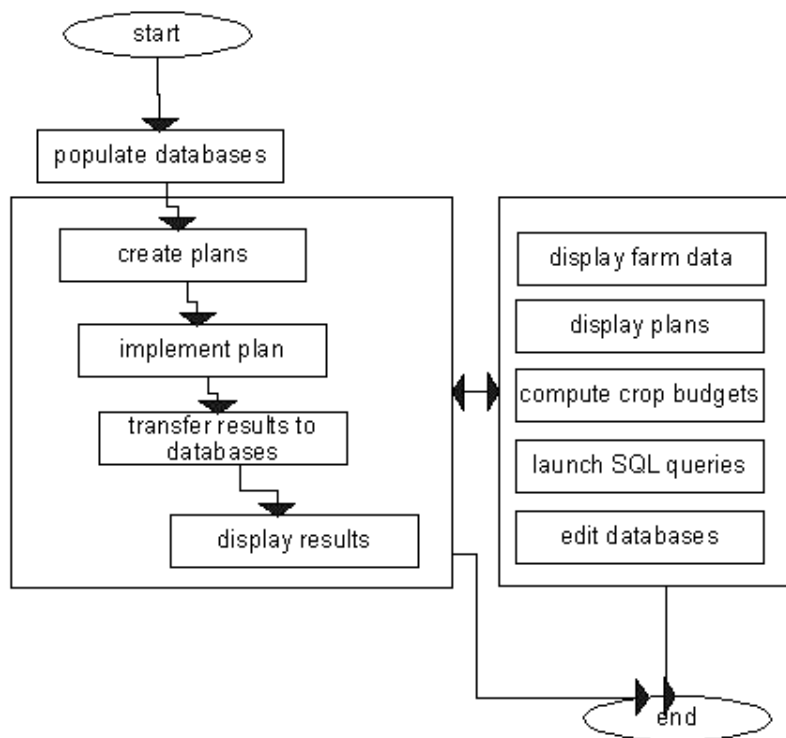 start
populate databases
create plans
implement plan
transfer results to
databases
display results
display farm data
display plans
compute crop budgets
launch SQL queries
edit databases
end